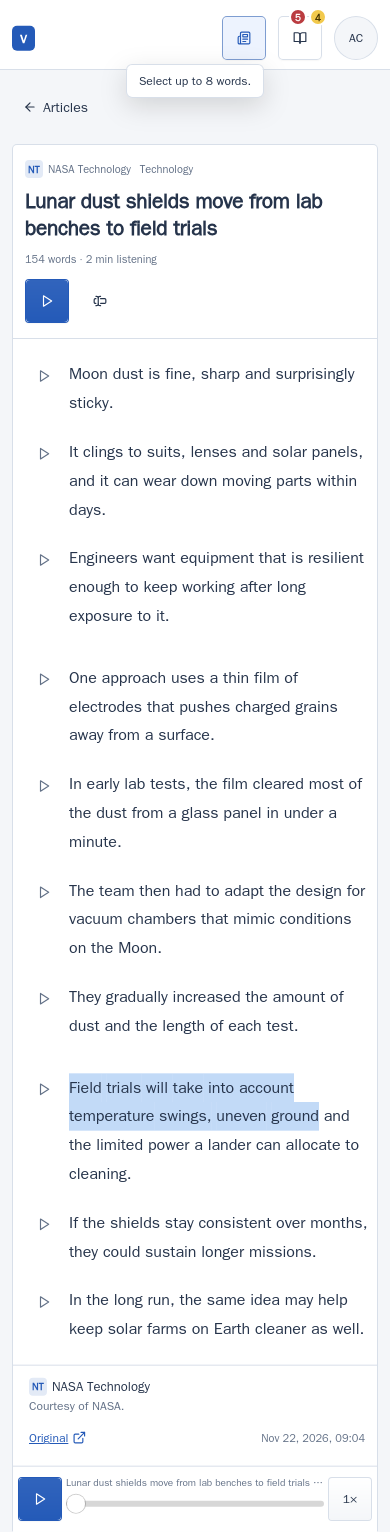 V
5
4
AC
Select up to 8 words.
Articles
NT NASA Technology Technology
Lunar dust shields move from lab
benches to field trials
154 words · 2 min listening
Moon dust is fine, sharp and surprisingly
sticky.
It clings to suits, lenses and solar panels,
and it can wear down moving parts within
days.
Engineers want equipment that is resilient
enough to keep working after long
exposure to it.
One approach uses a thin film of
electrodes that pushes charged grains
away from a surface.
In early lab tests, the film cleared most of
the dust from a glass panel in under a
minute.
The team then had to adapt the design for
vacuum chambers that mimic conditions
on the Moon.
They gradually increased the amount of
dust and the length of each test.
Field trials will take into account
temperature swings, uneven ground and
the limited power a lander can allocate to
cleaning.
If the shields stay consistent over months,
they could sustain longer missions.
In the long run, the same idea may help
keep solar farms on Earth cleaner as well.
NT NASA Technology
Courtesy of NASA.
Original Nov 22, 2026, 09:04
Lunar dust shields move from lab benches to field trials ···
1×